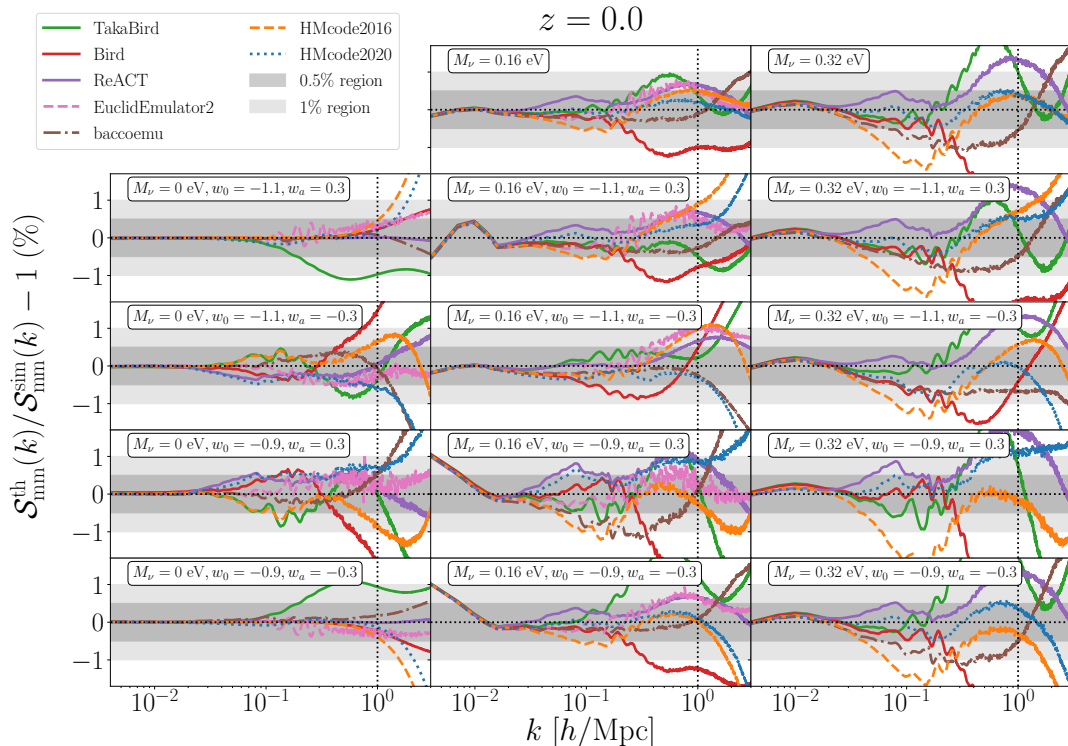 z = 0.0
TakaBird
Bird
ReACT
EuclidEmulator2
baccoemu
HMcode2016
HMcode2020
0.5% region
1% region
M_ν = 0.16 eV
M_ν = 0.32 eV
M_ν = 0 eV, w_0 = −1.1, w_a = 0.3
M_ν = 0.16 eV, w_0 = −1.1, w_a = 0.3
M_ν = 0.32 eV, w_0 = −1.1, w_a = 0.3
1
0
−1
M_ν = 0 eV, w_0 = −1.1, w_a = −0.3
M_ν = 0.16 eV, w_0 = −1.1, w_a = −0.3
M_ν = 0.32 eV, w_0 = −1.1, w_a = −0.3
1
0
−1
M_ν = 0 eV, w_0 = −0.9, w_a = 0.3
M_ν = 0.16 eV, w_0 = −0.9, w_a = 0.3
M_ν = 0.32 eV, w_0 = −0.9, w_a = 0.3
1
0
−1
M_ν = 0 eV, w_0 = −0.9, w_a = −0.3
M_ν = 0.16 eV, w_0 = −0.9, w_a = −0.3
M_ν = 0.32 eV, w_0 = −0.9, w_a = −0.3
1
0
−1
10^{−2} 10^{−1} 10^0 10^{−2} 10^{−1} 10^0 10^{−2} 10^{−1} 10^0
k [h/Mpc]
S^{th}_{mm}(k)/S^{sim}_{mm}(k) − 1 (%)